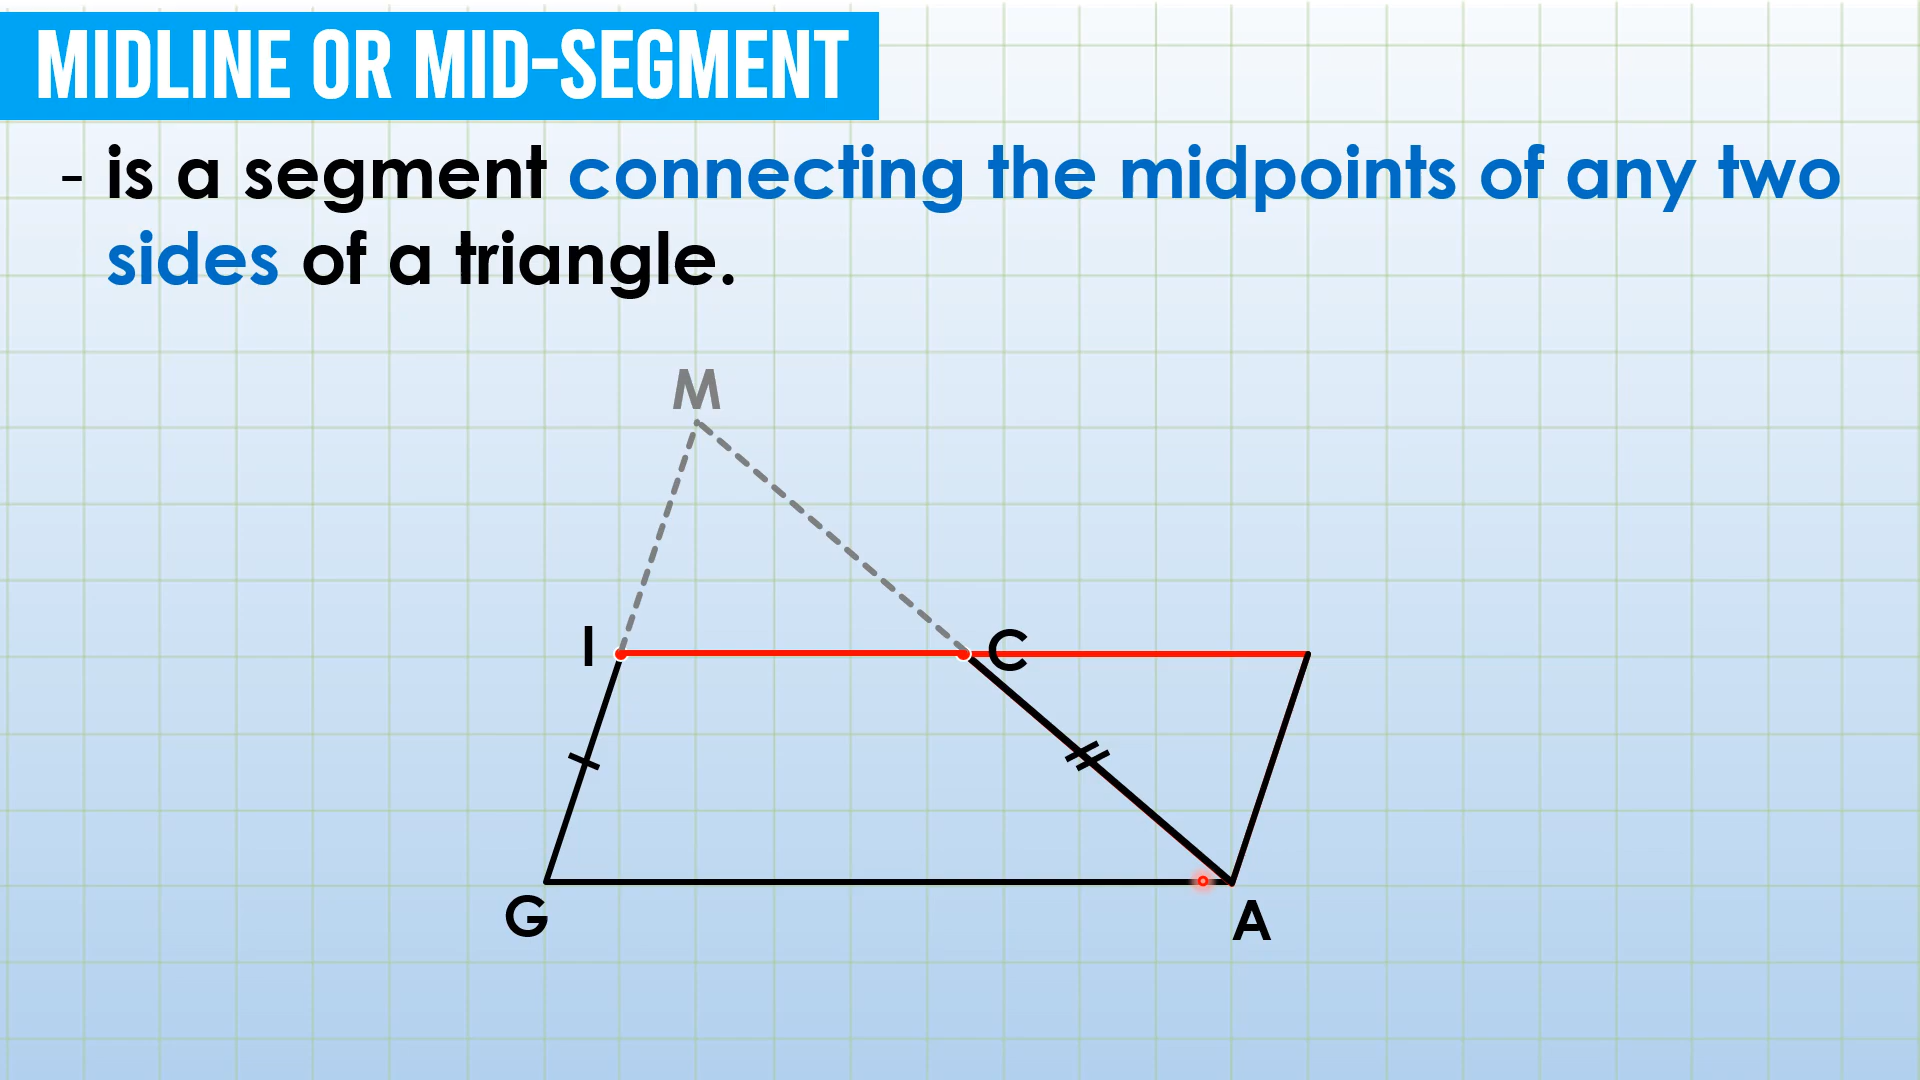 MIDLINE OR MID-SEGMENT
- is a segment connecting the midpoints of any two
sides of a triangle.
M
I
C
G
A